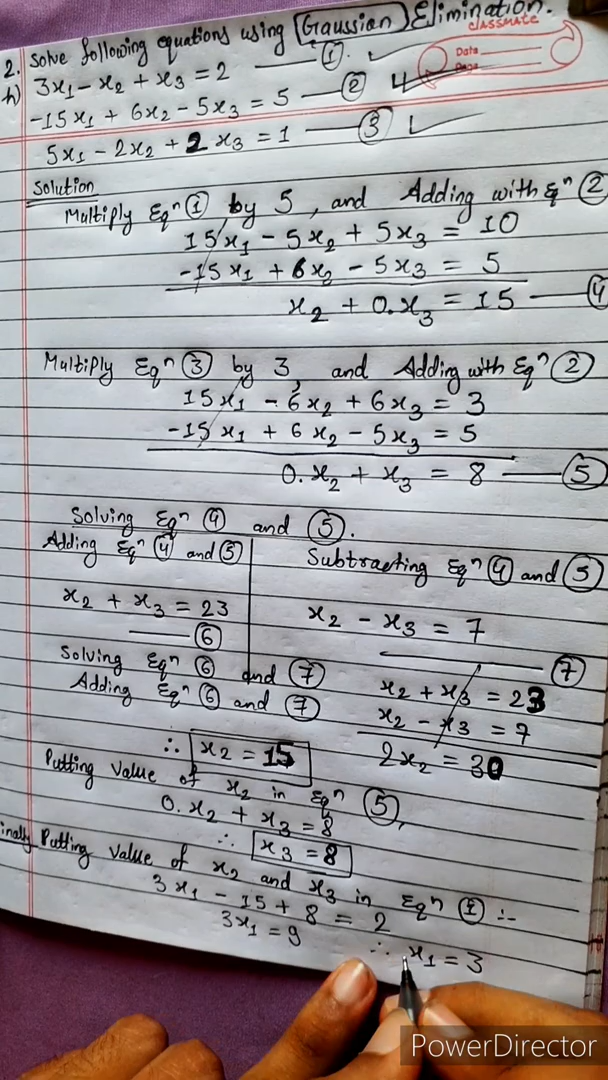 2. Solve following equations using [Gaussian] Elimination.
classmate
Date
Page
h) 3x₁ - x₂ + x₃ = 2 —— ①
-15x₁ + 6x₂ - 5x₃ = 5 —— ②
5x₁ - 2x₂ + 2x₃ = 1 —— ③
Solution
Multiply Eqⁿ ① by 5, and Adding with Eqⁿ ②
15x₁ - 5x₂ + 5x₃ = 10
-15x₁ + 6x₂ - 5x₃ = 5
x₂ + 0.x₃ = 15 —— ④
Multiply Eqⁿ ③ by 3, and Adding with Eqⁿ ②
15x₁ - 6x₂ + 6x₃ = 3
-15x₁ + 6x₂ - 5x₃ = 5
0.x₂ + x₃ = 8 —— ⑤
Solving Eqⁿ ④ and ⑤.
Adding Eqⁿ ④ and ⑤
x₂ + x₃ = 23
—— ⑥
Subtracting Eqⁿ ④ and ⑤
x₂ - x₃ = 7
—— ⑦
Solving Eqⁿ ⑥ and ⑦
Adding Eqⁿ ⑥ and ⑦
x₂ + x₃ = 23
x₂ - x₃ = 7
2x₂ = 30
∴ x₂ = 15
Putting Value of x₂ in Eqⁿ ⑤,
0.x₂ + x₃ = 8
∴ x₃ = 8
inally Putting Value of x₂ and x₃ in Eqⁿ ① :-
3x₁ - 15 + 8 = 2
3x₁ = 9
∴ x₁ = 3
PowerDirector